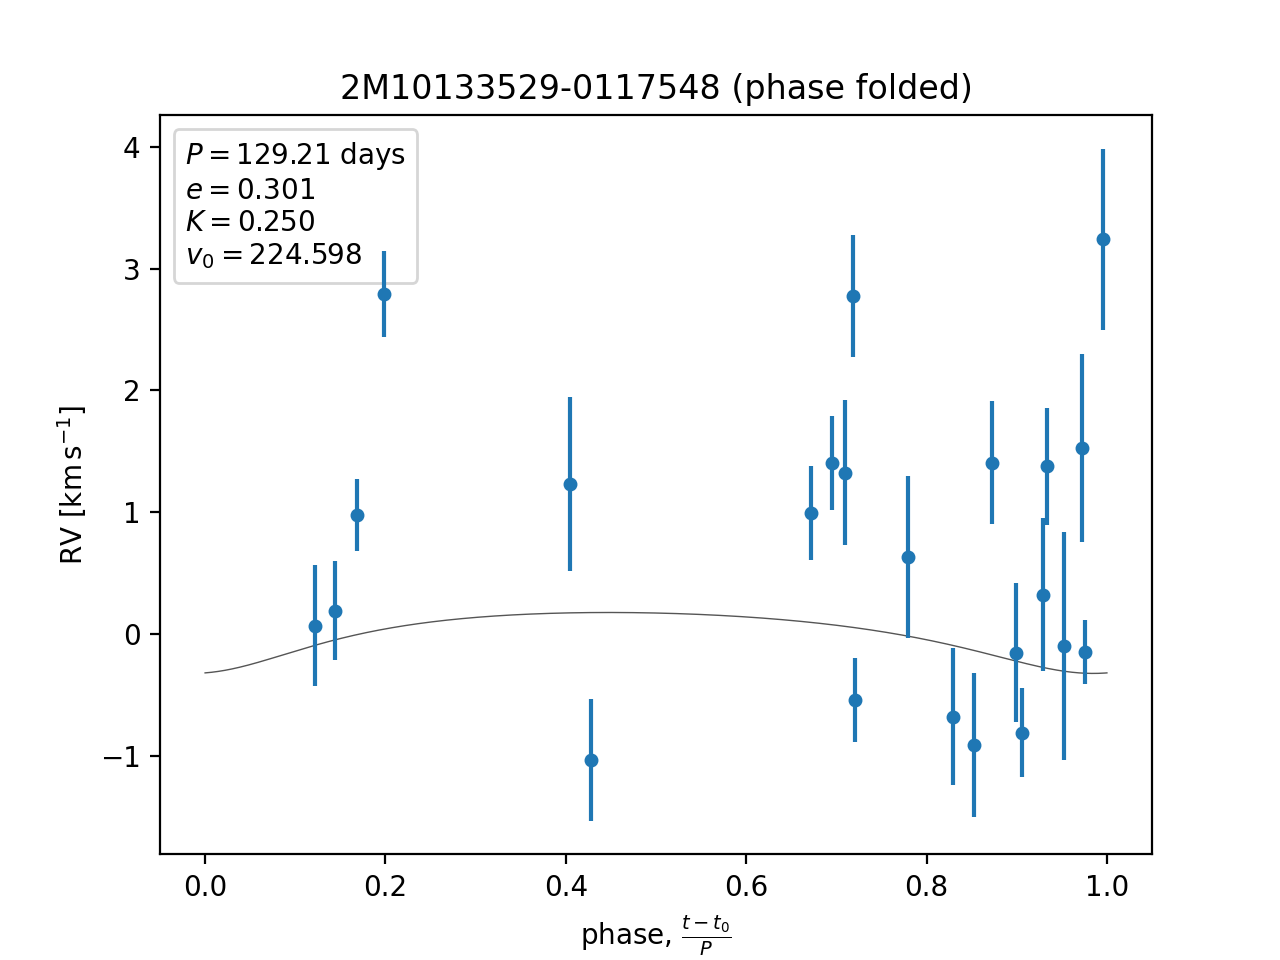 2M10133529-0117548 (phase folded)
P = 129.21 days
e = 0.301
K = 0.250
v₀ = 224.598
4
3
2
1
0
−1
RV [km s⁻¹]
0.0 0.2 0.4 0.6 0.8 1.0
phase, (t − t₀)/P